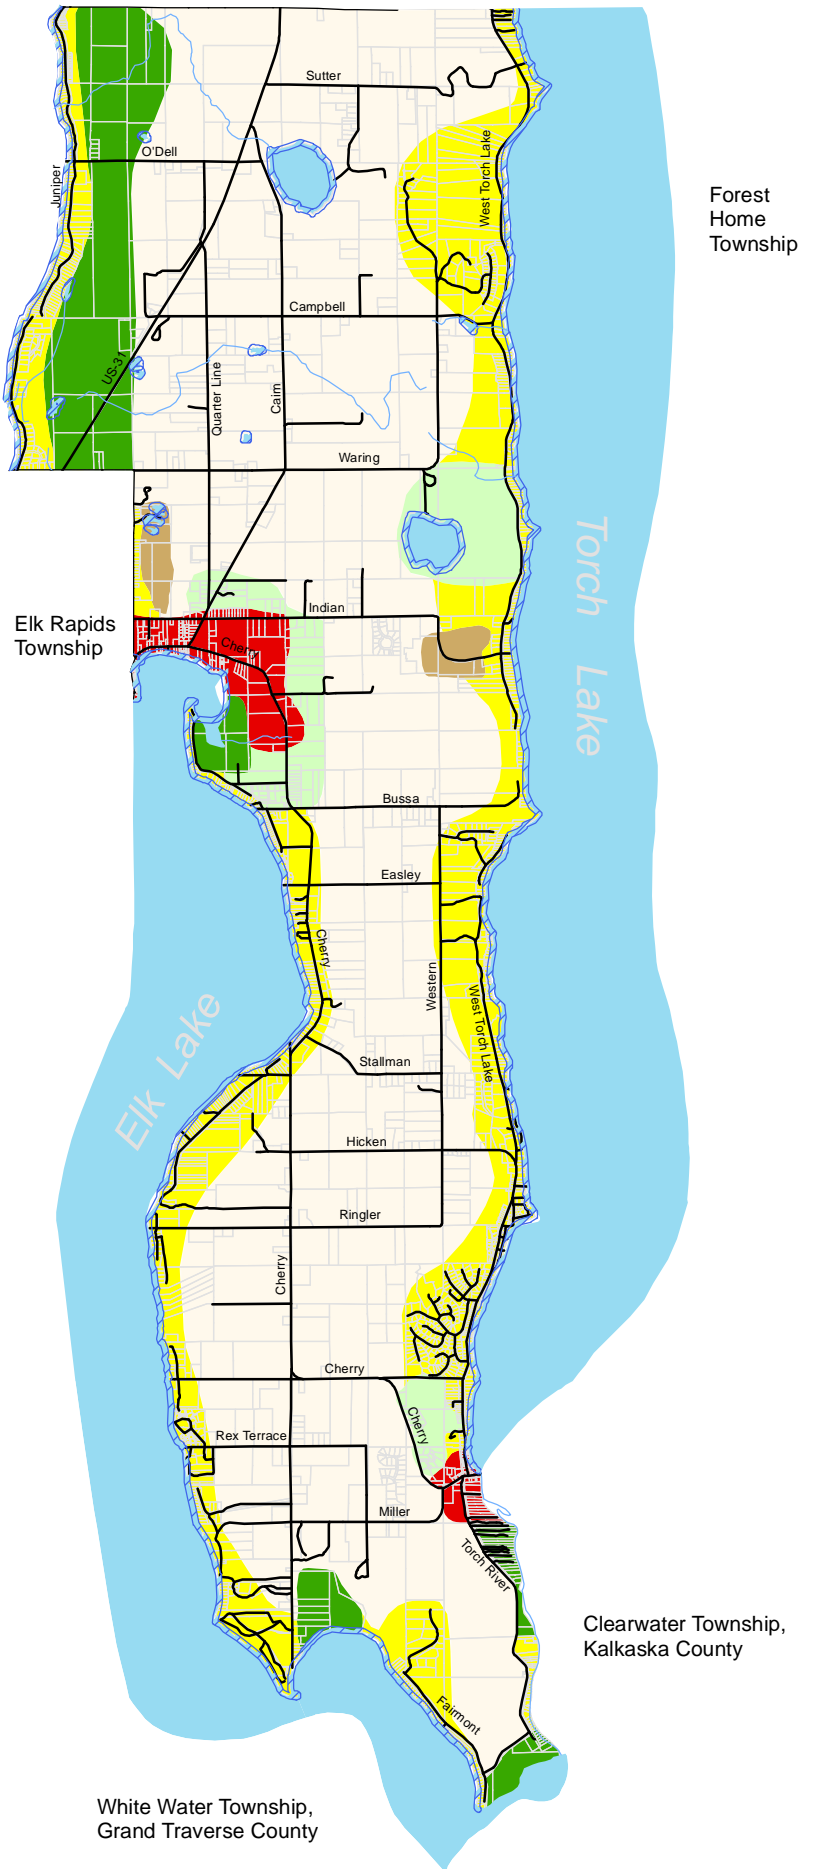 Sutter
O'Dell
Juniper
West Torch Lake
Forest
Home
Township
Campbell
US-31
Quarter Line
Cairn
Waring
Torch Lake
Indian
Elk Rapids
Township
Cherry
Bussa
Easley
Cherry
Western
West Torch Lake
Elk Lake
Stallman
Hicken
Ringler
Cherry
Cherry
Cherry
Rex Terrace
Miller
Torch River
Clearwater Township,
Kalkaska County
Fairmont
White Water Township,
Grand Traverse County